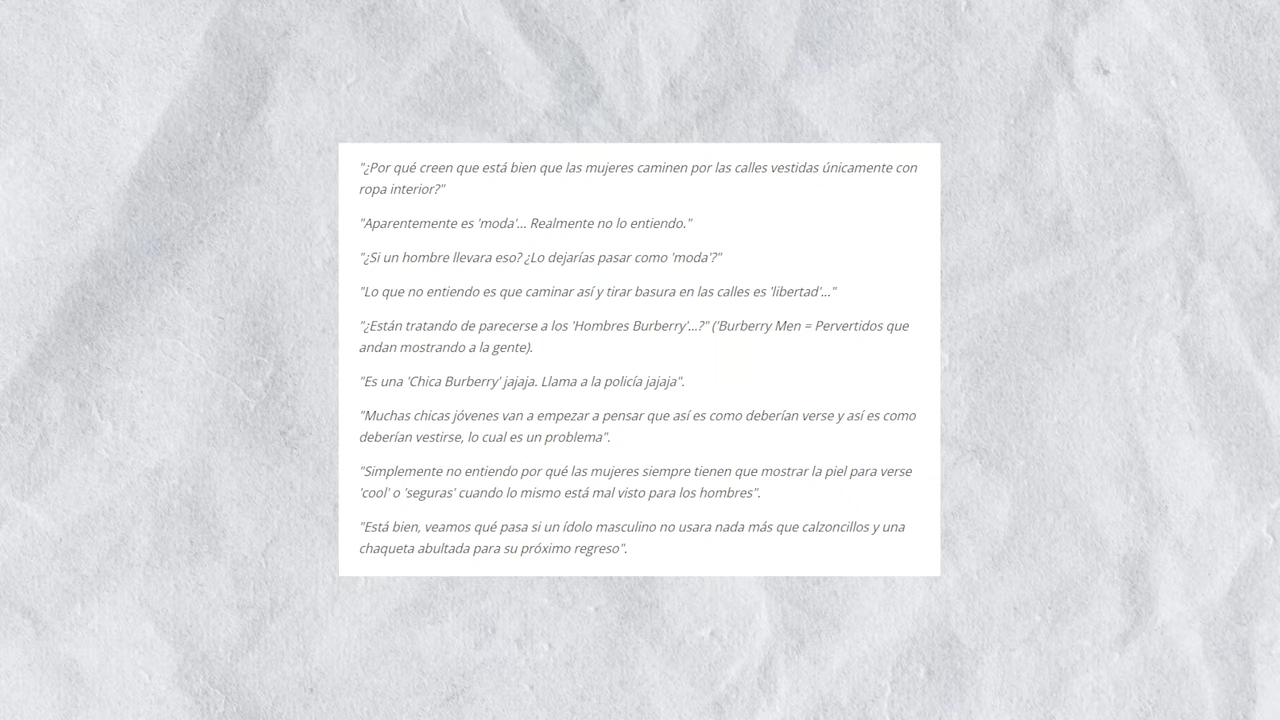 "¿Por qué creen que está bien que las mujeres caminen por las calles vestidas únicamente con
ropa interior?"
"Aparentemente es 'moda'... Realmente no lo entiendo."
"¿Si un hombre llevara eso? ¿Lo dejarías pasar como 'moda'?"
"Lo que no entiendo es que caminar así y tirar basura en las calles es 'libertad'..."
"¿Están tratando de parecerse a los 'Hombres Burberry'...?" ('Burberry Men = Pervertidos que
andan mostrando a la gente).
"Es una 'Chica Burberry' jajaja. Llama a la policía jajaja".
"Muchas chicas jóvenes van a empezar a pensar que así es como deberían verse y así es como
deberían vestirse, lo cual es un problema".
"Simplemente no entiendo por qué las mujeres siempre tienen que mostrar la piel para verse
'cool' o 'seguras' cuando lo mismo está mal visto para los hombres".
"Está bien, veamos qué pasa si un ídolo masculino no usara nada más que calzoncillos y una
chaqueta abultada para su próximo regreso".